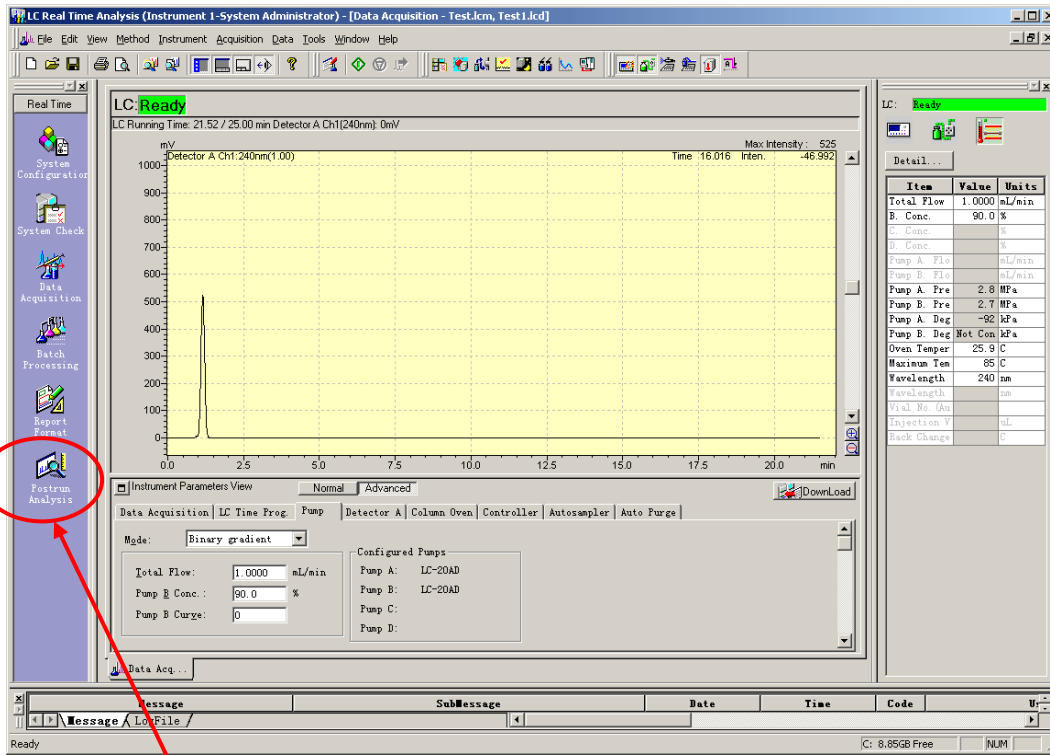 LC Real Time Analysis (Instrument 1-System Administrator) - [Data Acquisition - Test.lcm, Test1.lcd]
File Edit View Method Instrument Acquisition Data Tools Window Help
Real Time
System
Configuration
System Check
Data
Acquisition
Batch
Processing
Report
Format
Postrun
Analysis
LC: Ready
LC Running Time: 21.52 / 25.00 min Detector A Ch1(240nm): 0mV
mV
Max Intensity : 525
Detector A Ch1:240nm(1.00)
Time 16.016 Inten. -46.992
1000
900
800
700
600
500
400
300
200
100
0
0.0 2.5 5.0 7.5 10.0 12.5 15.0 17.5 20.0 min
Instrument Parameters View Normal Advanced DownLoad
Data Acquisition LC Time Prog. Pump Detector A Column Oven Controller Autosampler Auto Purge
Mode: Binary gradient
Total Flow: 1.0000 mL/min
Pump B Conc.: 90.0 %
Pump B Curve: 0
Configured Pumps
Pump A: LC-20AD
Pump B: LC-20AD
Pump C:
Pump D:
Data Acq...
LC: Ready
Detail...
Item Value Units
Total Flow 1.0000 mL/min
B. Conc. 90.0 %
C. Conc. %
D. Conc. %
Pump A. Flo mL/min
Pump B. Flo mL/min
Pump A. Pre 2.8 MPa
Pump B. Pre 2.7 MPa
Pump A. Deg -92 kPa
Pump B. Deg Not Con kPa
Oven Temper 25.9 C
Maximum Tem 85 C
Wavelength 240 nm
Wavelength nm
Vial No. (Au
Injection V uL
Rack Change C
Message SubMessage Date Time Code U
Message LogFile
Ready C: 8.85GB Free NUM